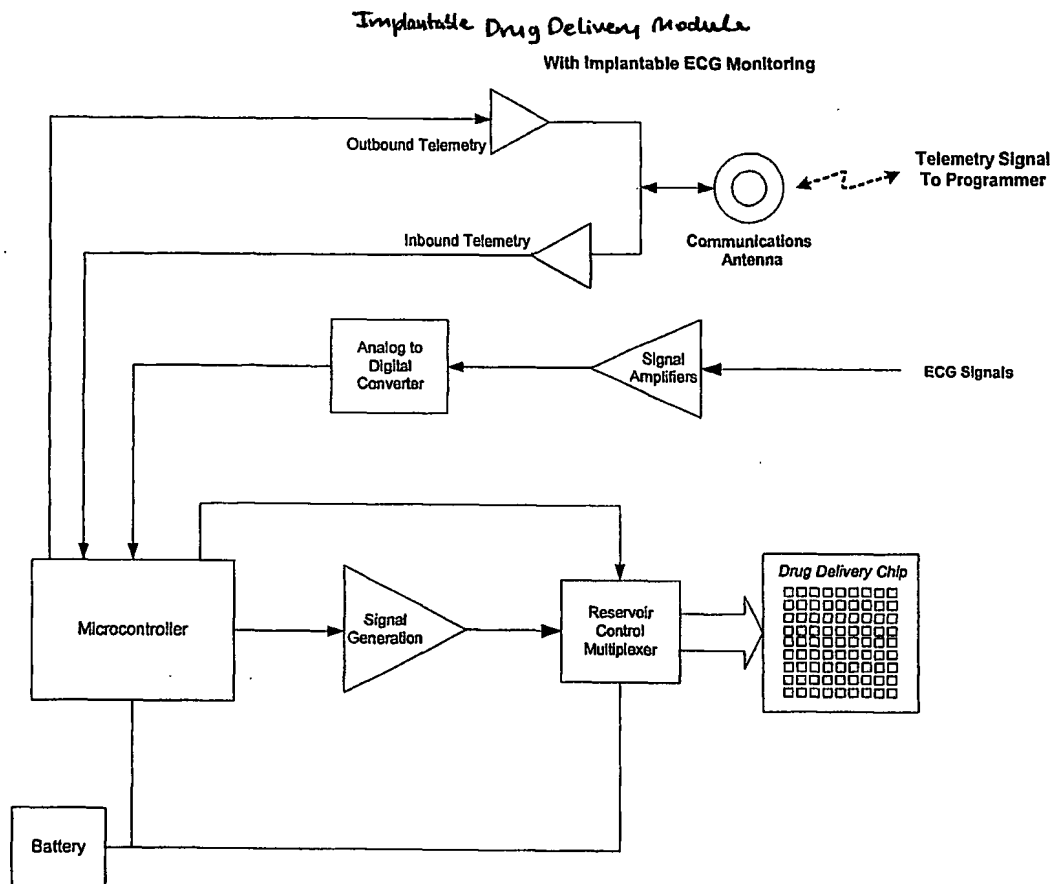 Implantable Drug Delivery Module
With Implantable ECG Monitoring
Outbound Telemetry
Telemetry Signal
To Programmer
Inbound Telemetry
Communications
Antenna
Analog to
Digital
Converter
Signal
Amplifiers
ECG Signals
Drug Delivery Chip
Microcontroller
Signal
Generation
Reservoir
Control
Multiplexer
Battery